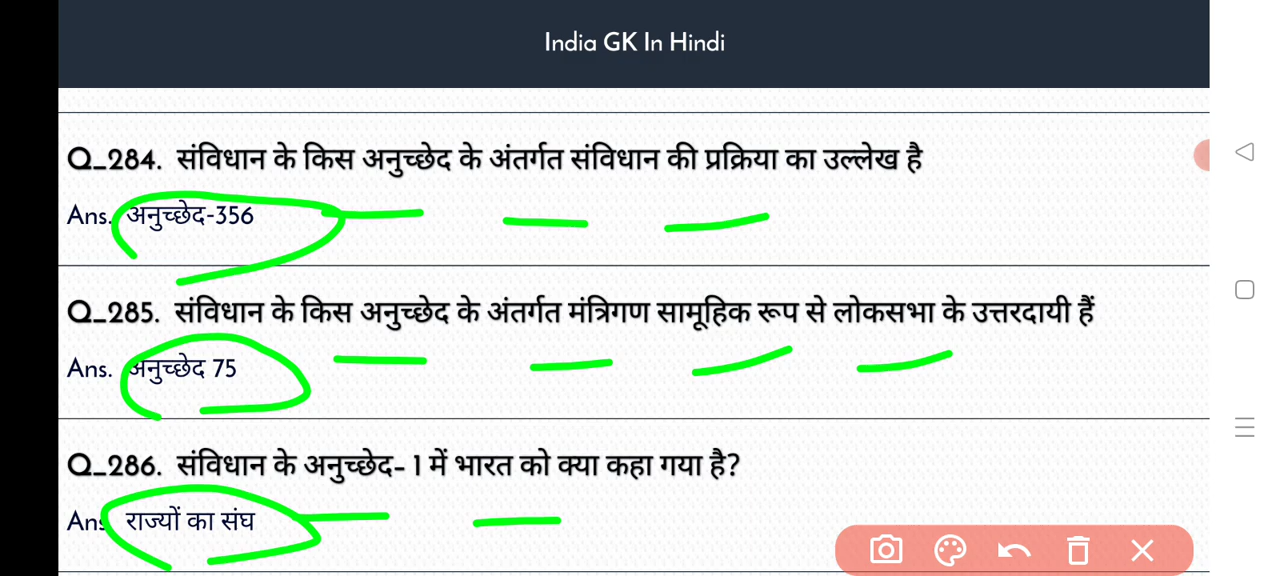 India GK In Hindi
Q_284. संविधान के किस अनुच्छेद के अंतर्गत संविधान की प्रक्रिया का उल्लेख है
Ans. अनुच्छेद-356
Q_285. संविधान के किस अनुच्छेद के अंतर्गत मंत्रिगण सामूहिक रूप से लोकसभा के उत्तरदायी हैं
Ans. अनुच्छेद 75
Q_286. संविधान के अनुच्छेद- 1 में भारत को क्या कहा गया है?
Ans राज्यों का संघ